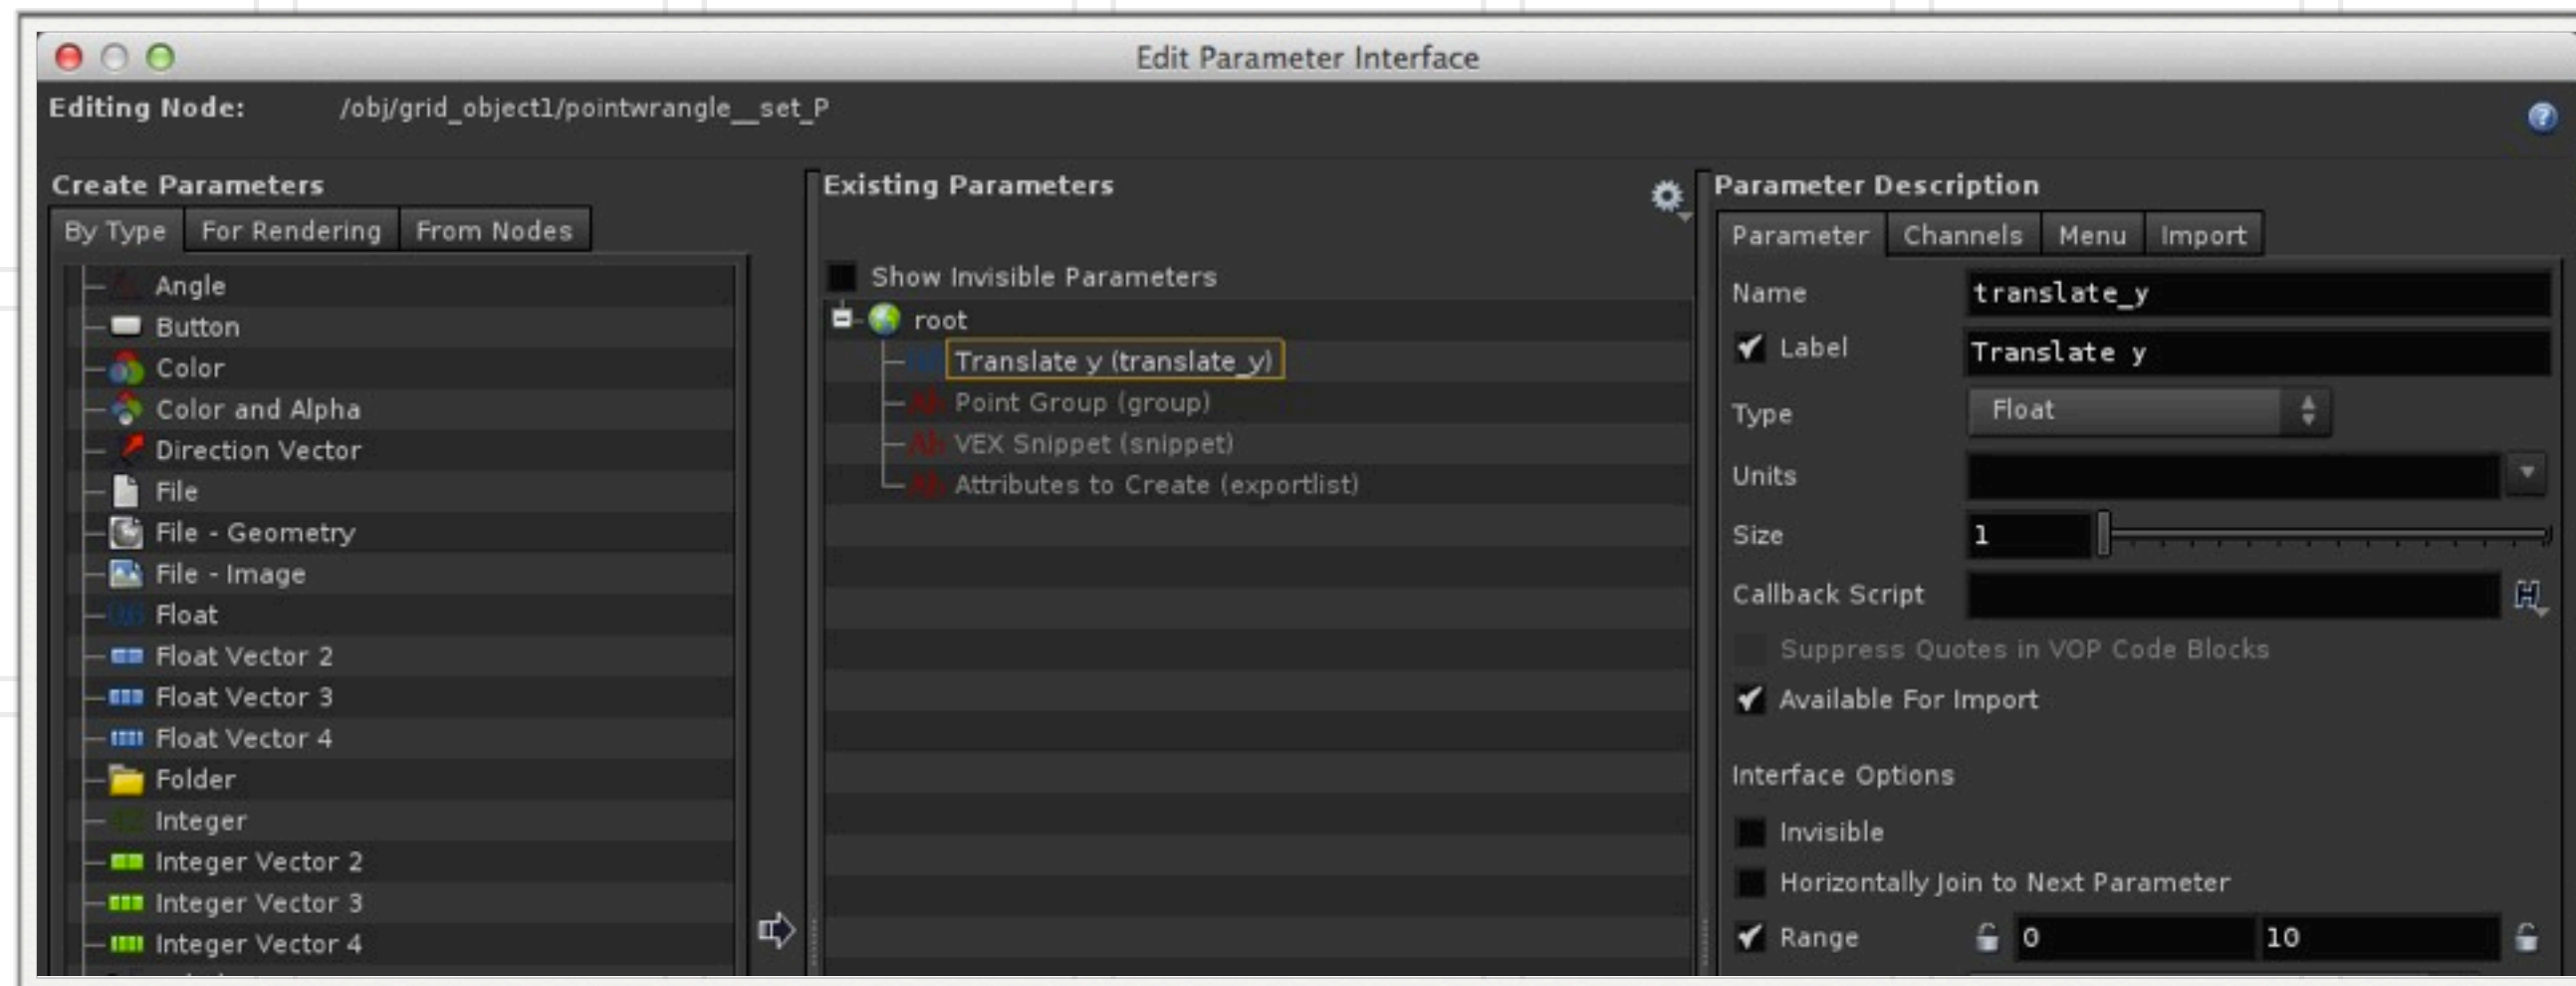 Edit Parameter Interface
Editing Node: /obj/grid_object1/pointwrangle__set_P
Create Parameters
By Type For Rendering From Nodes
Angle
Button
Color
Color and Alpha
Direction Vector
File
File - Geometry
File - Image
Float
Float Vector 2
Float Vector 3
Float Vector 4
Folder
Integer
Integer Vector 2
Integer Vector 3
Integer Vector 4
Existing Parameters
Show Invisible Parameters
root
Translate y (translate_y)
Point Group (group)
VEX Snippet (snippet)
Attributes to Create (exportlist)
Parameter Description
Parameter Channels Menu Import
Name translate_y
Label Translate y
Type Float
Units
Size 1
Callback Script
Suppress Quotes in VOP Code Blocks
Available For Import
Interface Options
Invisible
Horizontally Join to Next Parameter
Range 0 10